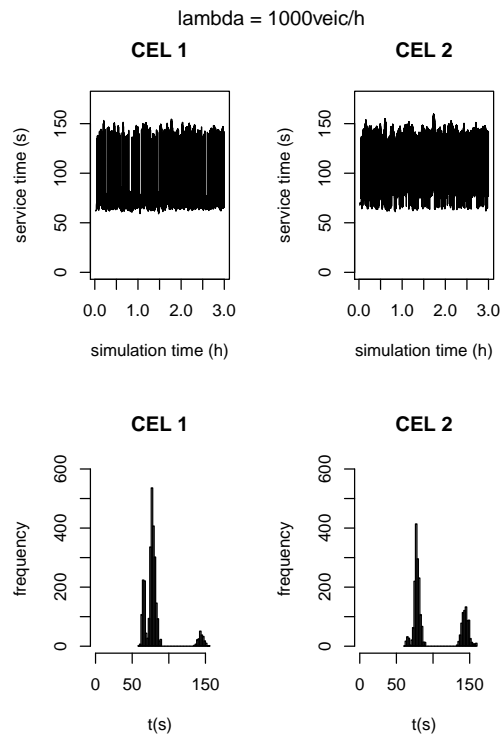 lambda = 1000veic/h
CEL 1
CEL 2
service time (s)
0 50 100 150
0.0 1.0 2.0 3.0
simulation time (h)
service time (s)
0 50 100 150
0.0 1.0 2.0 3.0
simulation time (h)
CEL 1
CEL 2
frequency
0 200 400 600
0 50 150
t(s)
frequency
0 200 400 600
0 50 150
t(s)